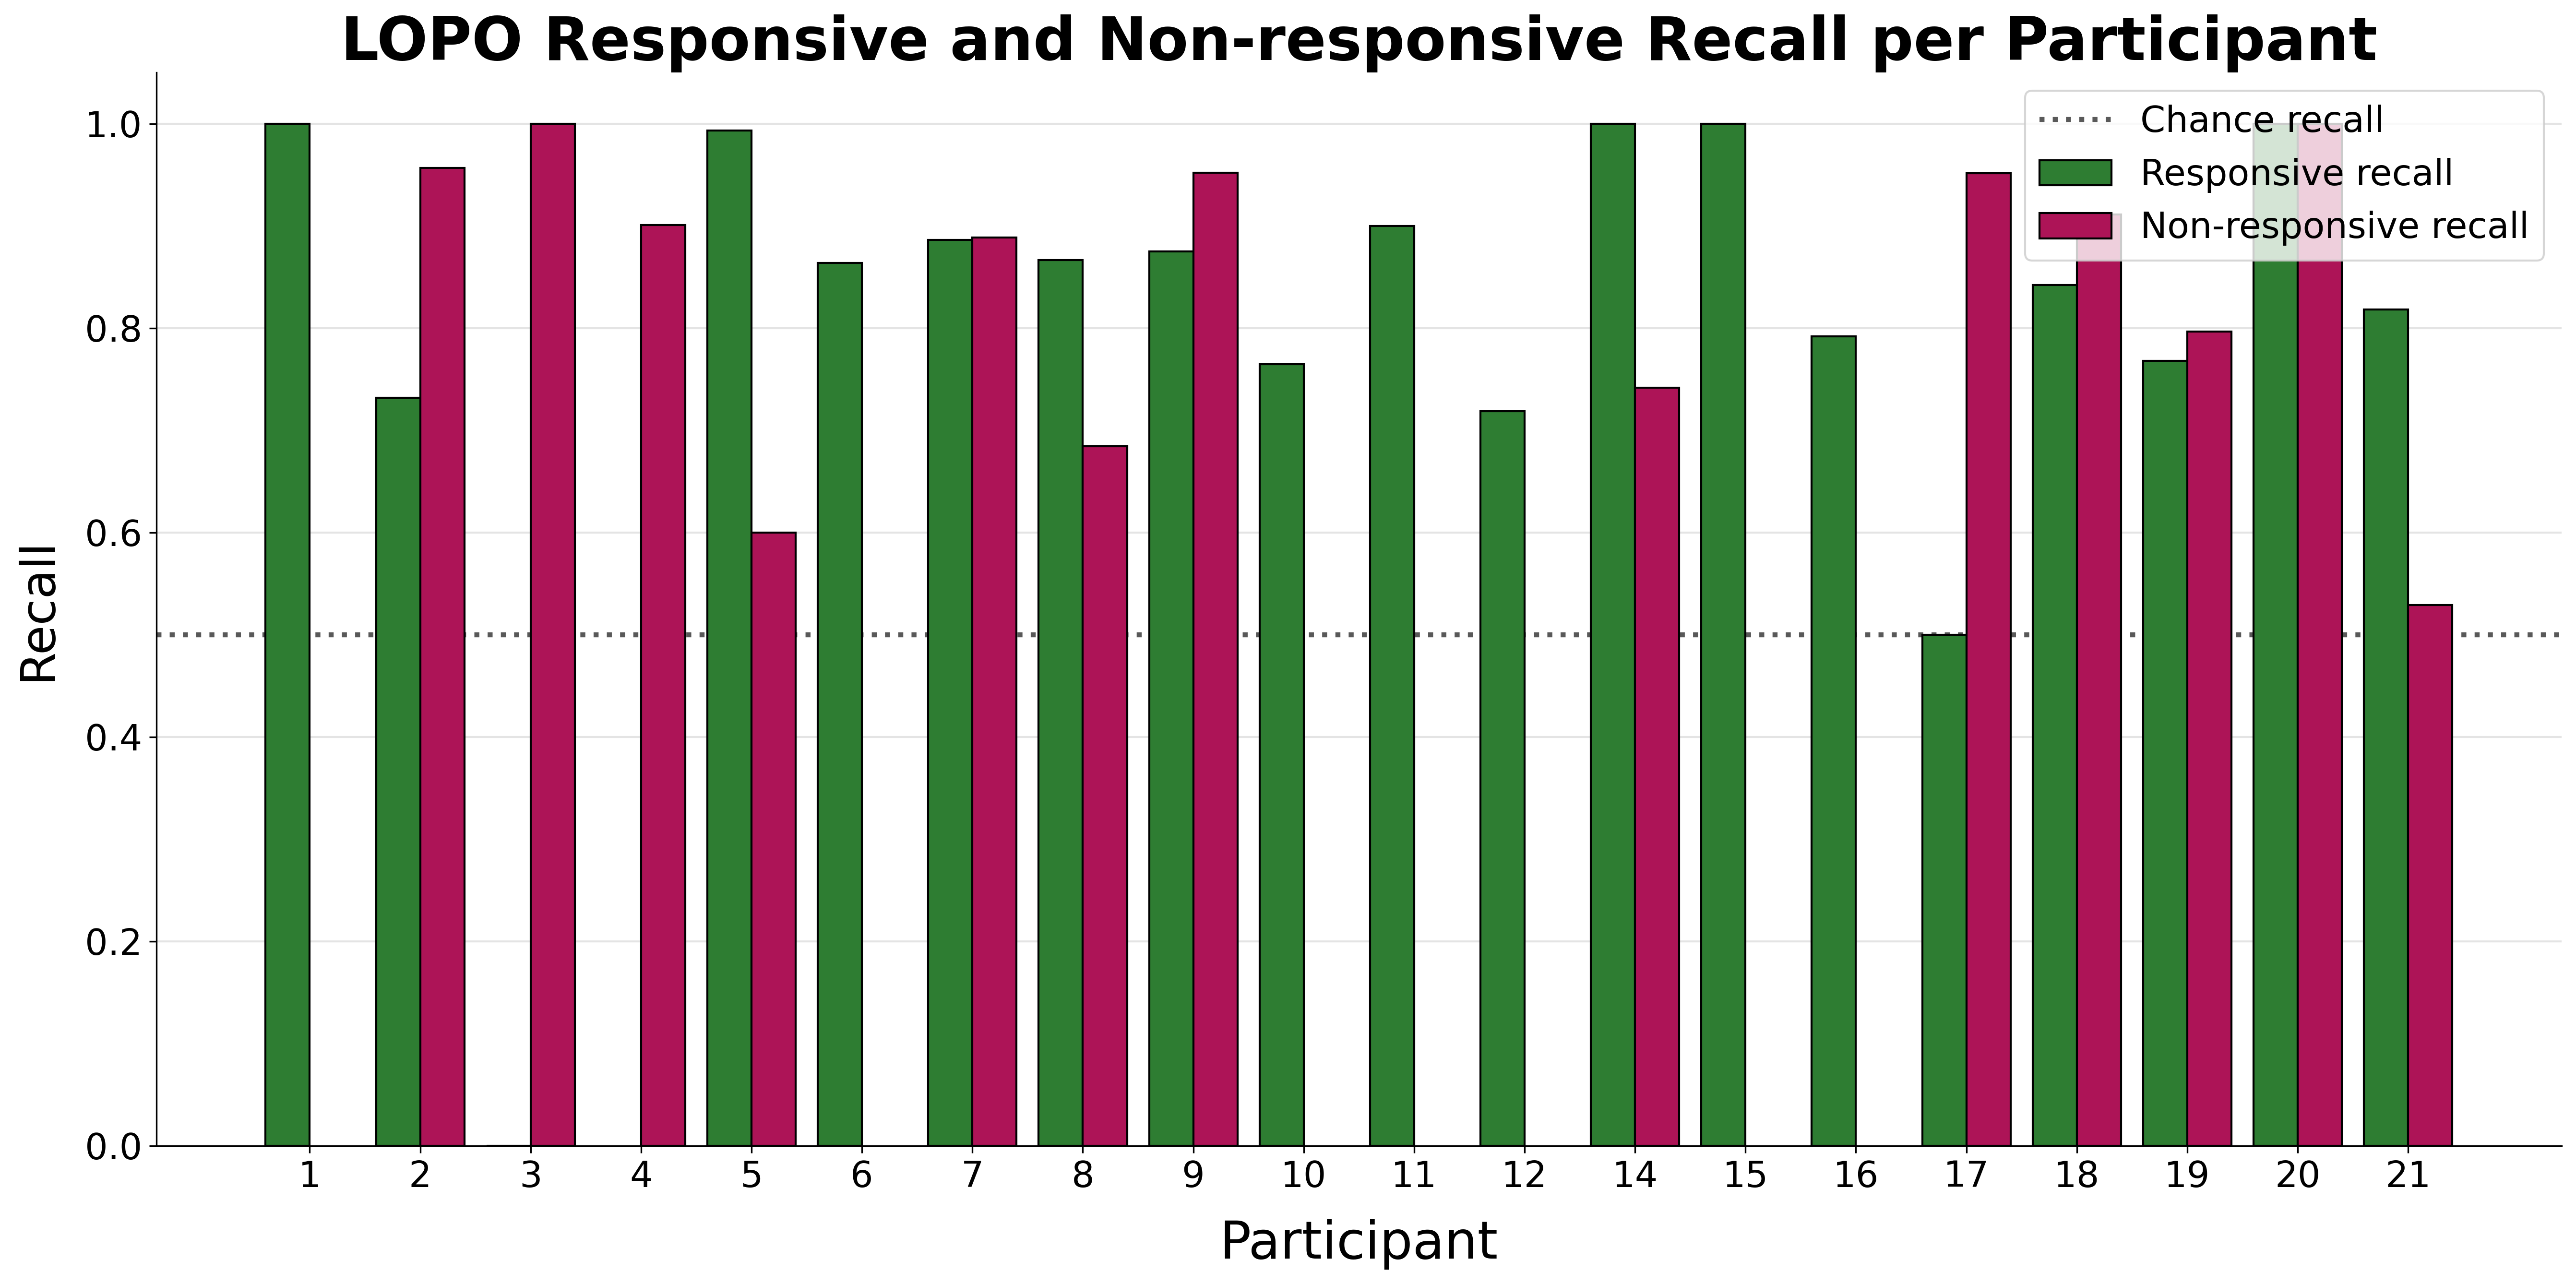 LOPO Responsive and Non-responsive Recall per Participant
Chance recall
Responsive recall
Non-responsive recall
Recall
1.0
0.8
0.6
0.4
0.2
0.0
1 2 3 4 5 6 7 8 9 10 11 12 14 15 16 17 18 19 20 21
Participant